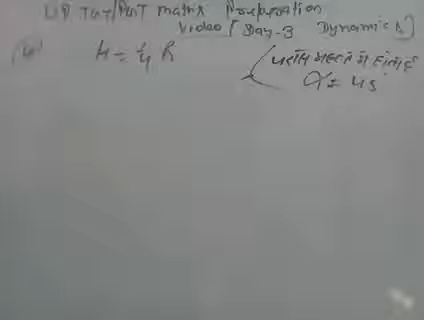 UP TGT/PGT Matrix Preparation
Video [Day-3 Dynamics]
H = 1/4 R
α = 45°